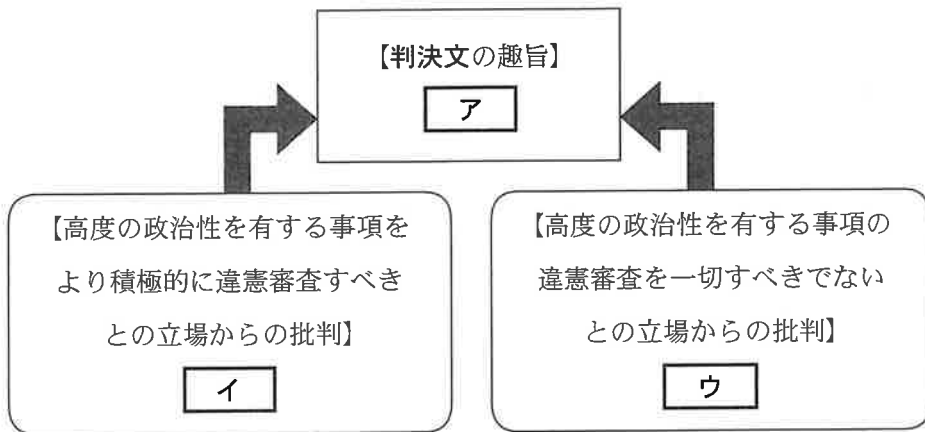 【判決文の趣旨】
ア
【高度の政治性を有する事項を
より積極的に違憲審査すべき
との立場からの批判】
イ
【高度の政治性を有する事項の
違憲審査を一切すべきでない
との立場からの批判】
ウ